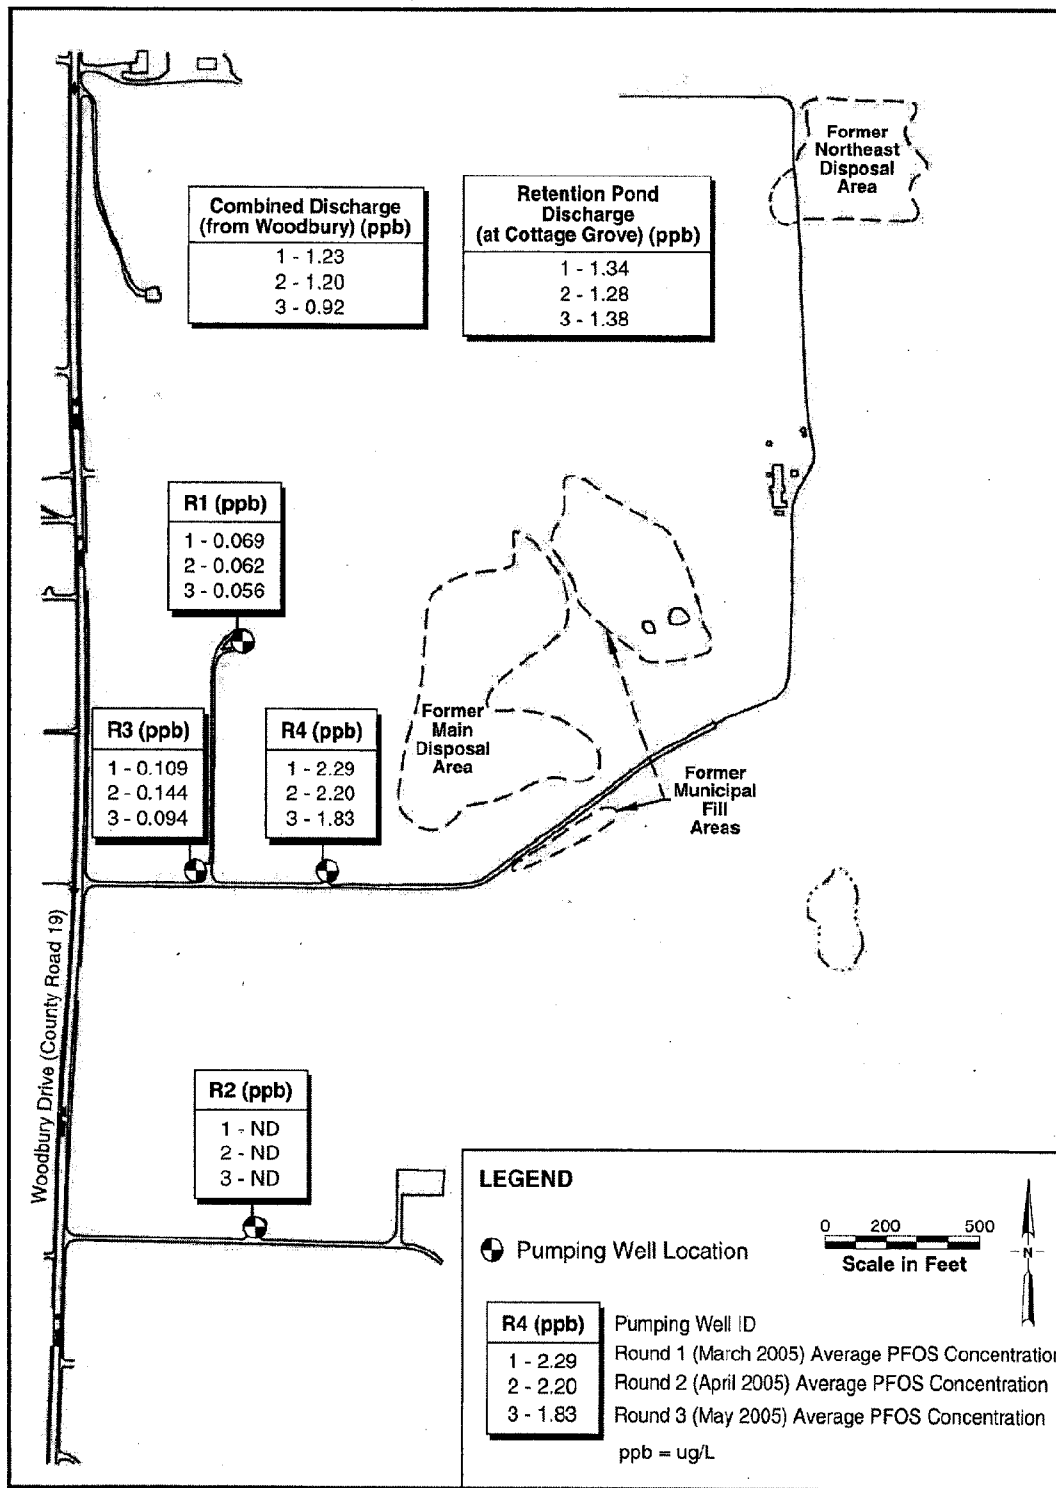 Former
Northeast
Disposal
Area
Combined Discharge
(from Woodbury) (ppb)
1 - 1.23
2 - 1.20
3 - 0.92
Retention Pond
Discharge
(at Cottage Grove) (ppb)
1 - 1.34
2 - 1.28
3 - 1.38
R1 (ppb)
1 - 0.069
2 - 0.062
3 - 0.056
R3 (ppb)
1 - 0.109
2 - 0.144
3 - 0.094
R4 (ppb)
1 - 2.29
2 - 2.20
3 - 1.83
Former
Main
Disposal
Area
Former
Municipal
Fill
Areas
Woodbury Drive (County Road 19)
R2 (ppb)
1 - ND
2 - ND
3 - ND
LEGEND
Pumping Well Location
0 200 500
Scale in Feet
N
R4 (ppb)
1 - 2.29
2 - 2.20
3 - 1.83
Pumping Well ID
Round 1 (March 2005) Average PFOS Concentration
Round 2 (April 2005) Average PFOS Concentration
Round 3 (May 2005) Average PFOS Concentration
ppb = ug/L